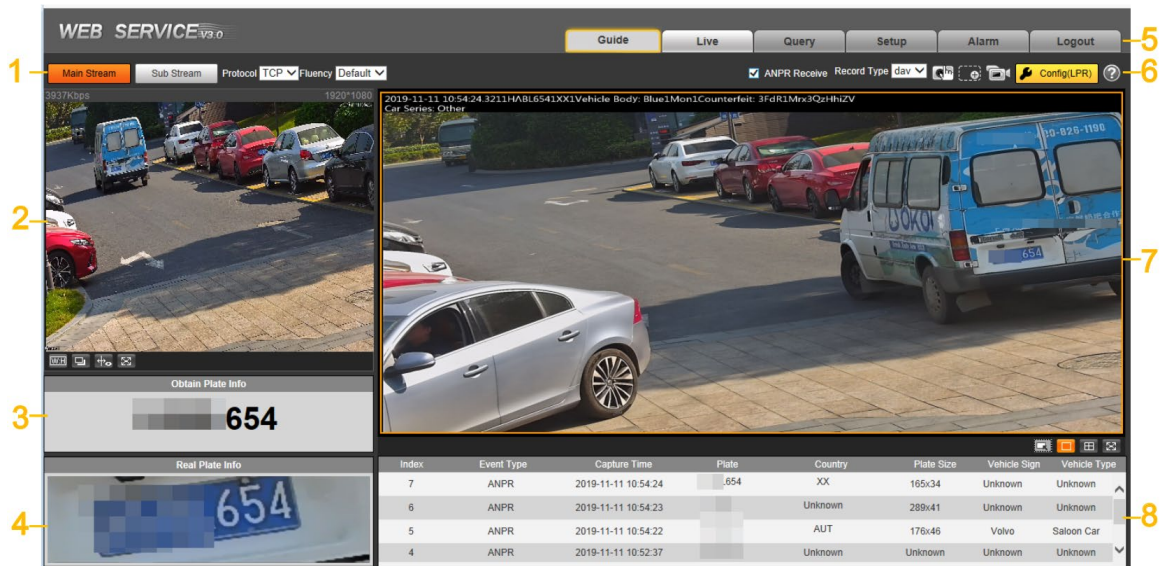 WEB SERVICE V3.0
Guide Live Query Setup Alarm Logout
5
1
Main Stream Sub Stream Protocol TCP Fluency Default
ANPR Receive Record Type dav Config(LPR) ?
6
3937Kbps 1920*1080
2019-11-11 10:54:24.3211HABL6541XX1Vehicle Body: Blue1Mon1Counterfeit: 3FdR1Mrx3QzHhiZV
Car Series: Other
20-826-1190
654
2
7
W:H
Obtain Plate Info
3
654
Real Plate Info
4
654
Index Event Type Capture Time Plate Country Plate Size Vehicle Sign Vehicle Type
7 ANPR 2019-11-11 10:54:24 654 XX 165x34 Unknown Unknown
6 ANPR 2019-11-11 10:54:23 Unknown 289x41 Unknown Unknown
5 ANPR 2019-11-11 10:54:22 AUT 176x46 Volvo Saloon Car
4 ANPR 2019-11-11 10:52:37 Unknown Unknown Unknown Unknown
8